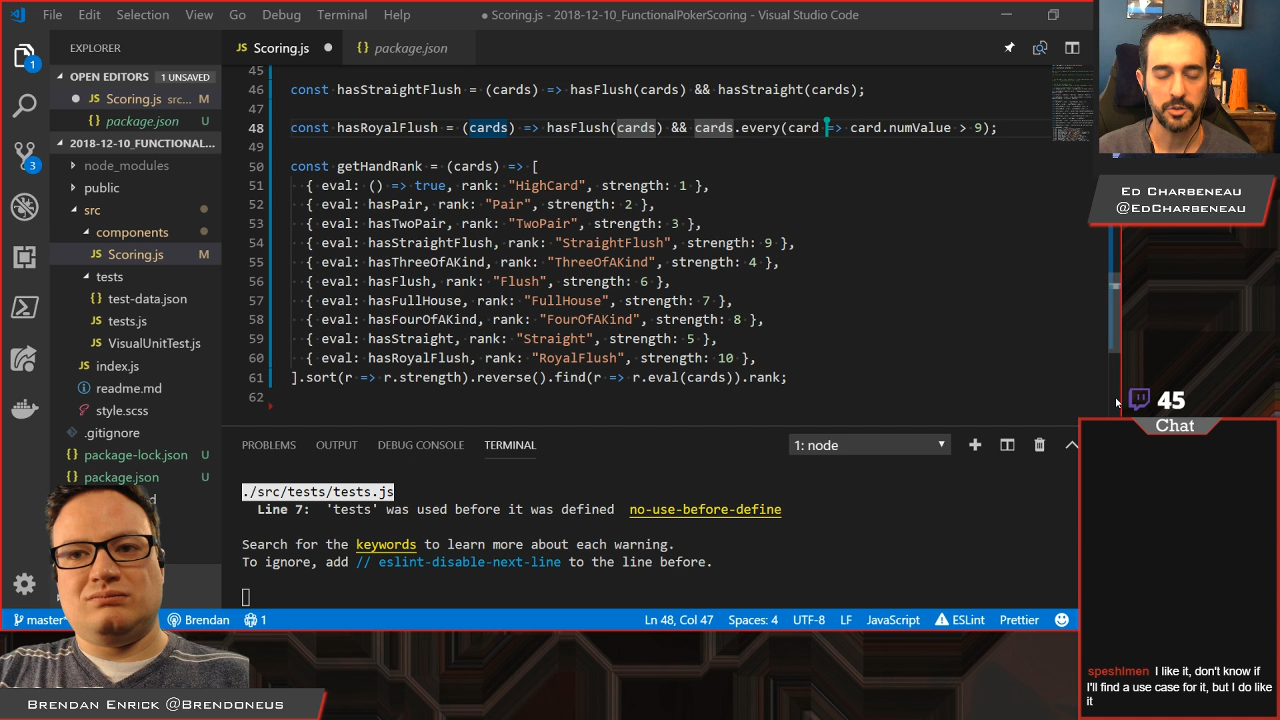 File Edit Selection View Go Debug Terminal Help
● Scoring.js - 2018-12-10_FunctionalPokerScoring - Visual Studio Code
EXPLORER
OPEN EDITORS 1 UNSAVED
JS Scoring.js src... M
{} package.json U
2018-12-10_FUNCTIONAL...
node_modules
public
src
components
JS Scoring.js M
tests
{} test-data.json
JS tests.js
JS VisualUnitTest.js
JS index.js
readme.md
style.scss
.gitignore
{} package-lock.json U
{} package.json U
1
3
JS Scoring.js ●
{} package.json
45
46 const hasStraightFlush = (cards) => hasFlush(cards) && hasStraight(cards);
47
48 const hasRoyalFlush = (cards) => hasFlush(cards) && cards.every(card => card.numValue > 9);
49
50 const getHandRank = (cards) => [
51 { eval: () => true, rank: "HighCard", strength: 1 },
52 { eval: hasPair, rank: "Pair", strength: 2 },
53 { eval: hasTwoPair, rank: "TwoPair", strength: 3 },
54 { eval: hasStraightFlush, rank: "StraightFlush", strength: 9 },
55 { eval: hasThreeOfAKind, rank: "ThreeOfAKind", strength: 4 },
56 { eval: hasFlush, rank: "Flush", strength: 6 },
57 { eval: hasFullHouse, rank: "FullHouse", strength: 7 },
58 { eval: hasFourOfAKind, rank: "FourOfAKind", strength: 8 },
59 { eval: hasStraight, rank: "Straight", strength: 5 },
60 { eval: hasRoyalFlush, rank: "RoyalFlush", strength: 10 },
61 ].sort(r => r.strength).reverse().find(r => r.eval(cards)).rank;
62
PROBLEMS OUTPUT DEBUG CONSOLE TERMINAL
1: node
./src/tests/tests.js
Line 7: 'tests' was used before it was defined no-use-before-define
Search for the keywords to learn more about each warning.
To ignore, add // eslint-disable-next-line to the line before.
master* Brendan 1 Ln 48, Col 47 Spaces: 4 UTF-8 LF JavaScript ESLint Prettier
Ed Charbeneau
@EdCharbeneau
45
Chat
speshlmen I like it, don't know if
I'll find a use case for it, but I do like
it
Brendan Enrick @Brendoneus